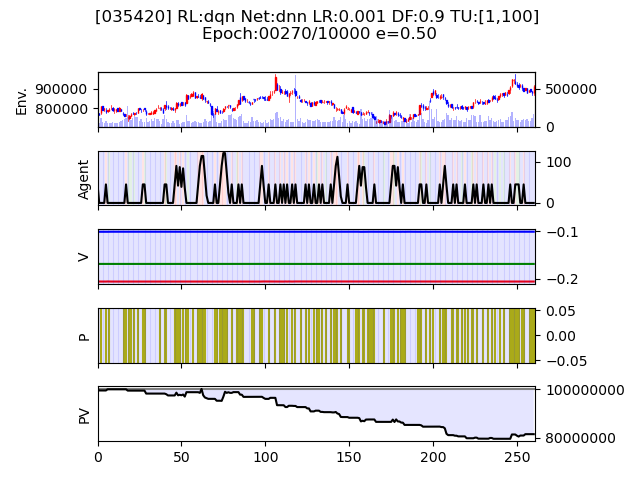 [035420] RL:dqn Net:dnn LR:0.001 DF:0.9 TU:[1,100]
Epoch:00270/10000 e=0.50
Env.
900000
800000
500000
0
Agent
100
0
V
−0.1
−0.2
P
0.05
0.00
−0.05
PV
100000000
80000000
0 50 100 150 200 250